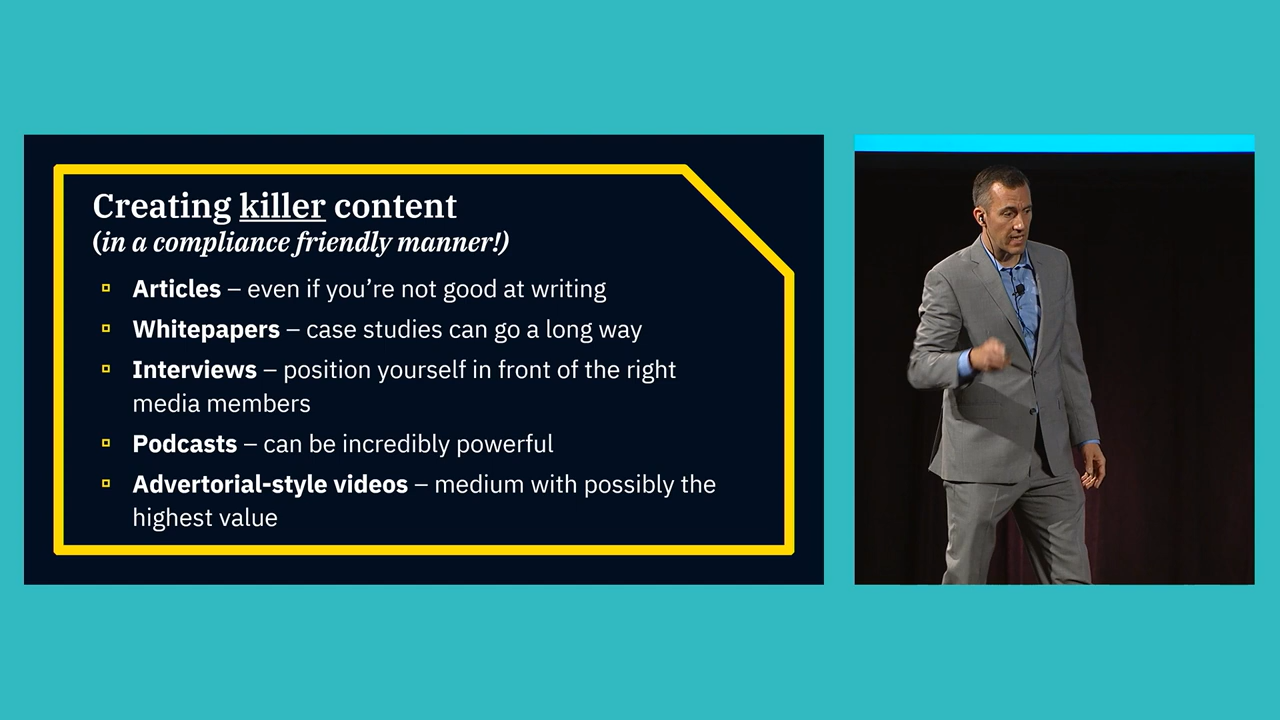 Creating killer content
(in a compliance friendly manner!)
▫ Articles – even if you’re not good at writing
▫ Whitepapers – case studies can go a long way
▫ Interviews – position yourself in front of the right
media members
▫ Podcasts – can be incredibly powerful
▫ Advertorial-style videos – medium with possibly the
highest value